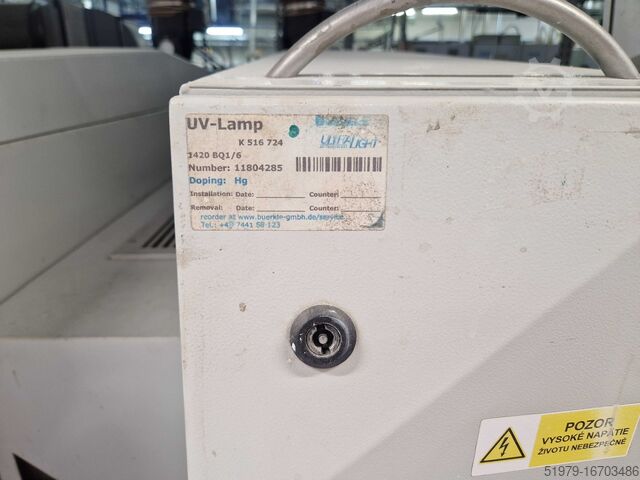 UV-Lamp
K 516 724
ULTRALIGHT
1420 BQ1/6
Number: 11804285
Doping: Hg
Installation: Date: Counter:
Removal: Date: Counter:
reorder at www.buerkle-gmbh.de/service
Tel.: +49 7441 58 123
POZOR
VYSOKÉ NAPÄTIE
ŽIVOTU NEBEZPEČNÉ
51979-16703486